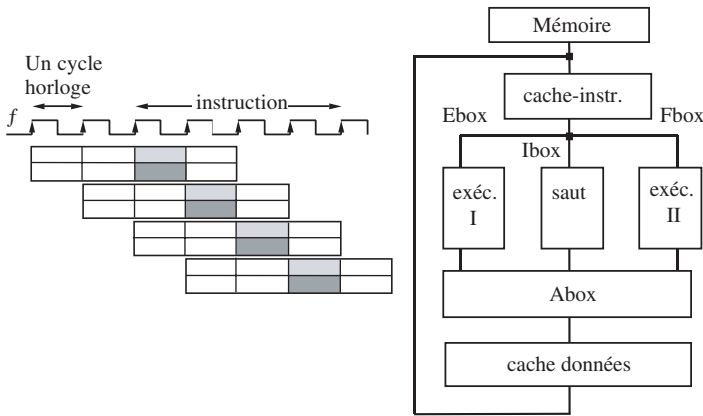 Un cycle
horloge
instruction
f
Mémoire
cache-instr.
Ebox
Fbox
Ibox
exéc.
I
saut
exéc.
II
Abox
cache données